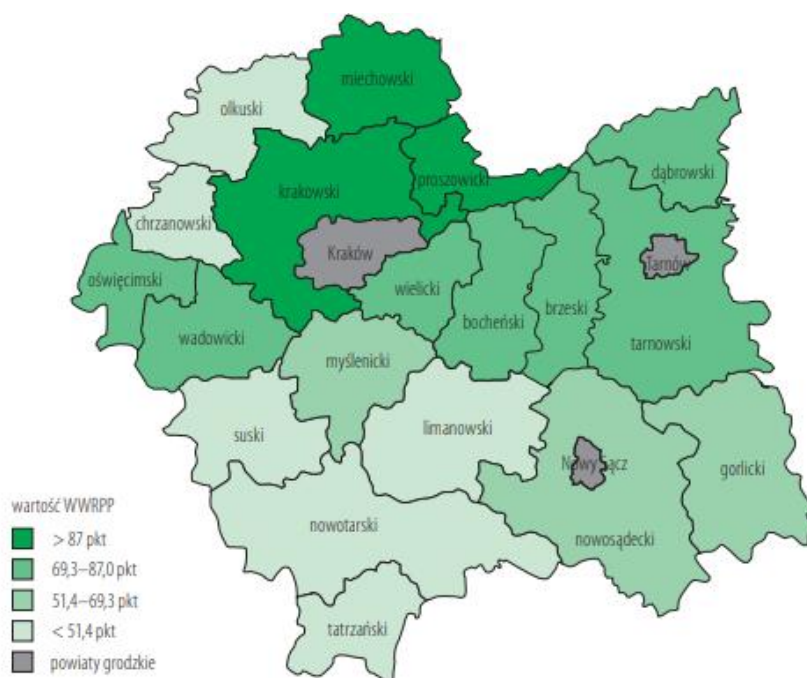 miechowski
olkuski
proszowicki
dąbrowski
krakowski
chrzanowski
Kraków
Tarnów
oświęcimski
wielicki
bocheński
brzeski
wadowicki
tarnowski
myślenicki
suski
limanowski
Nowy Sącz
gorlicki
nowotarski
nowosądecki
tatrzański
wartość WWRPP
> 87 pkt
69,3–87,0 pkt
51,4–69,3 pkt
< 51,4 pkt
powiaty grodzkie